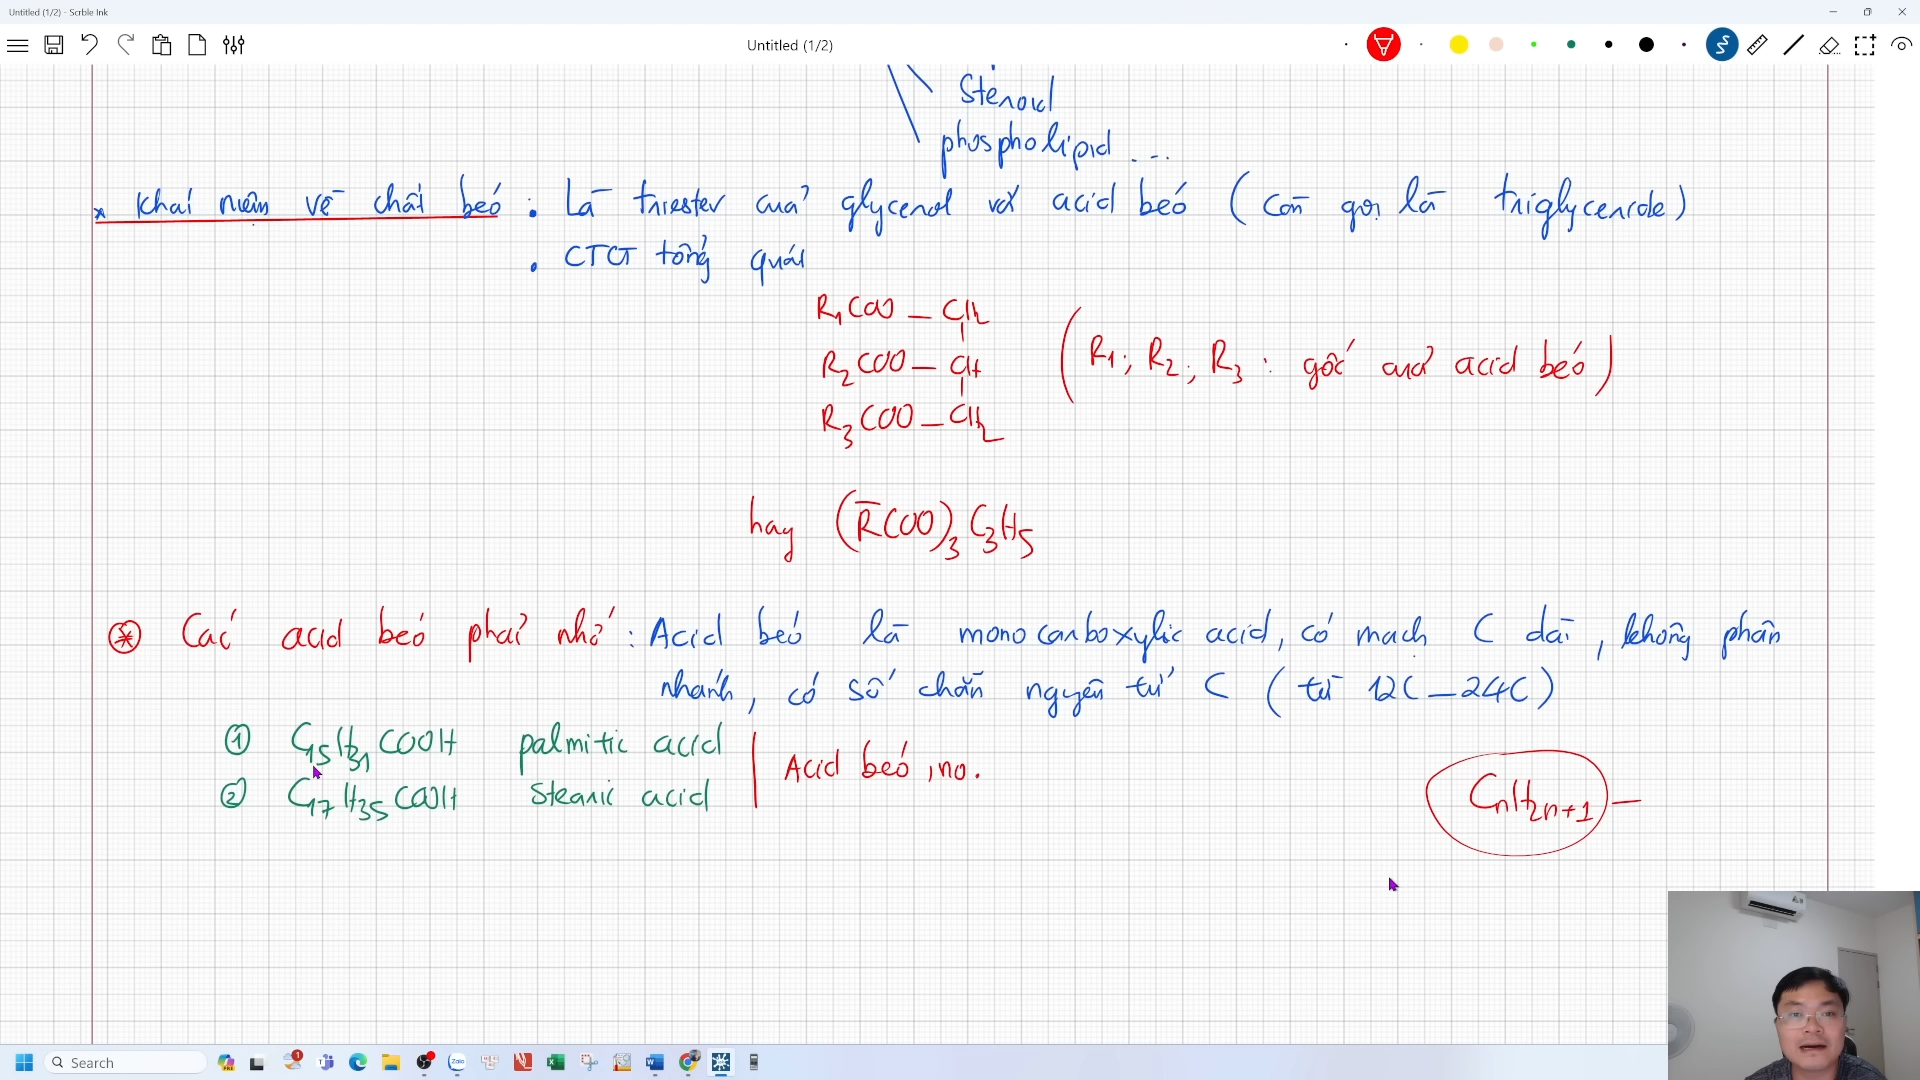 Untitled (1/2) - Scrble Ink
Untitled (1/2)
Steroid
phospholipid ...
* Khái niệm về chất béo : Là triester của glycerol với acid béo ( còn gọi là triglyceride)
• CTCT tổng quát
R₁COO – CH₂
R₂COO – CH
R₃COO – CH₂
(R₁; R₂; R₃ : gốc của acid béo)
hay (R̄COO)₃C₃H₅
* Các acid béo phải nhớ : Acid béo là monocarboxylic acid, có mạch C dài, không phân
nhánh, có số chẵn nguyên tử C ( từ 12C – 24C)
① C₁₅H₃₁COOH palmitic acid
② C₁₇H₃₅COOH stearic acid
Acid béo no.
CₙH₂ₙ₊₁ –
Search